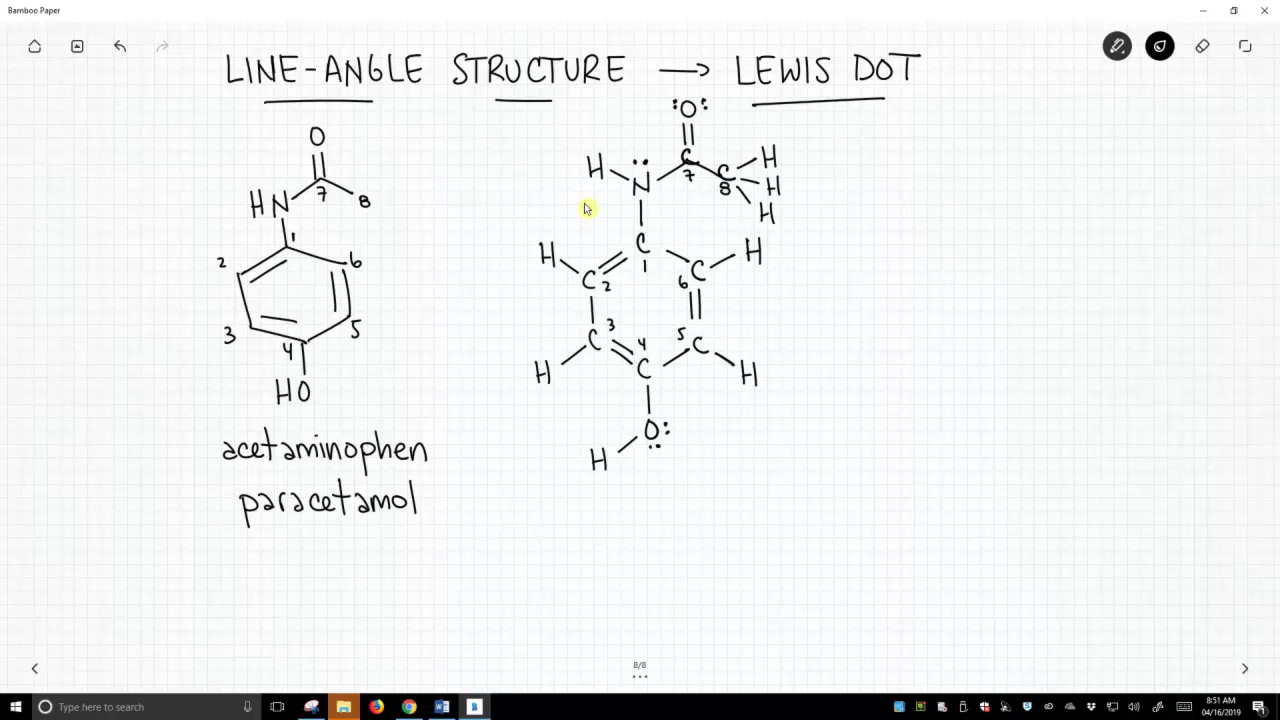 Bamboo Paper
LINE-ANGLE STRUCTURE → LEWIS DOT
O
7
8
HN
1
2
6
3
5
4
HO
acetaminophen
paracetamol
:O:
H
H
C
7
C
8
H
H
N
C
1
H
H
C
2
C
6
C
3
4
C
5
C
H
H
O
H
8/8
Type here to search
8:51 AM
04/16/2019